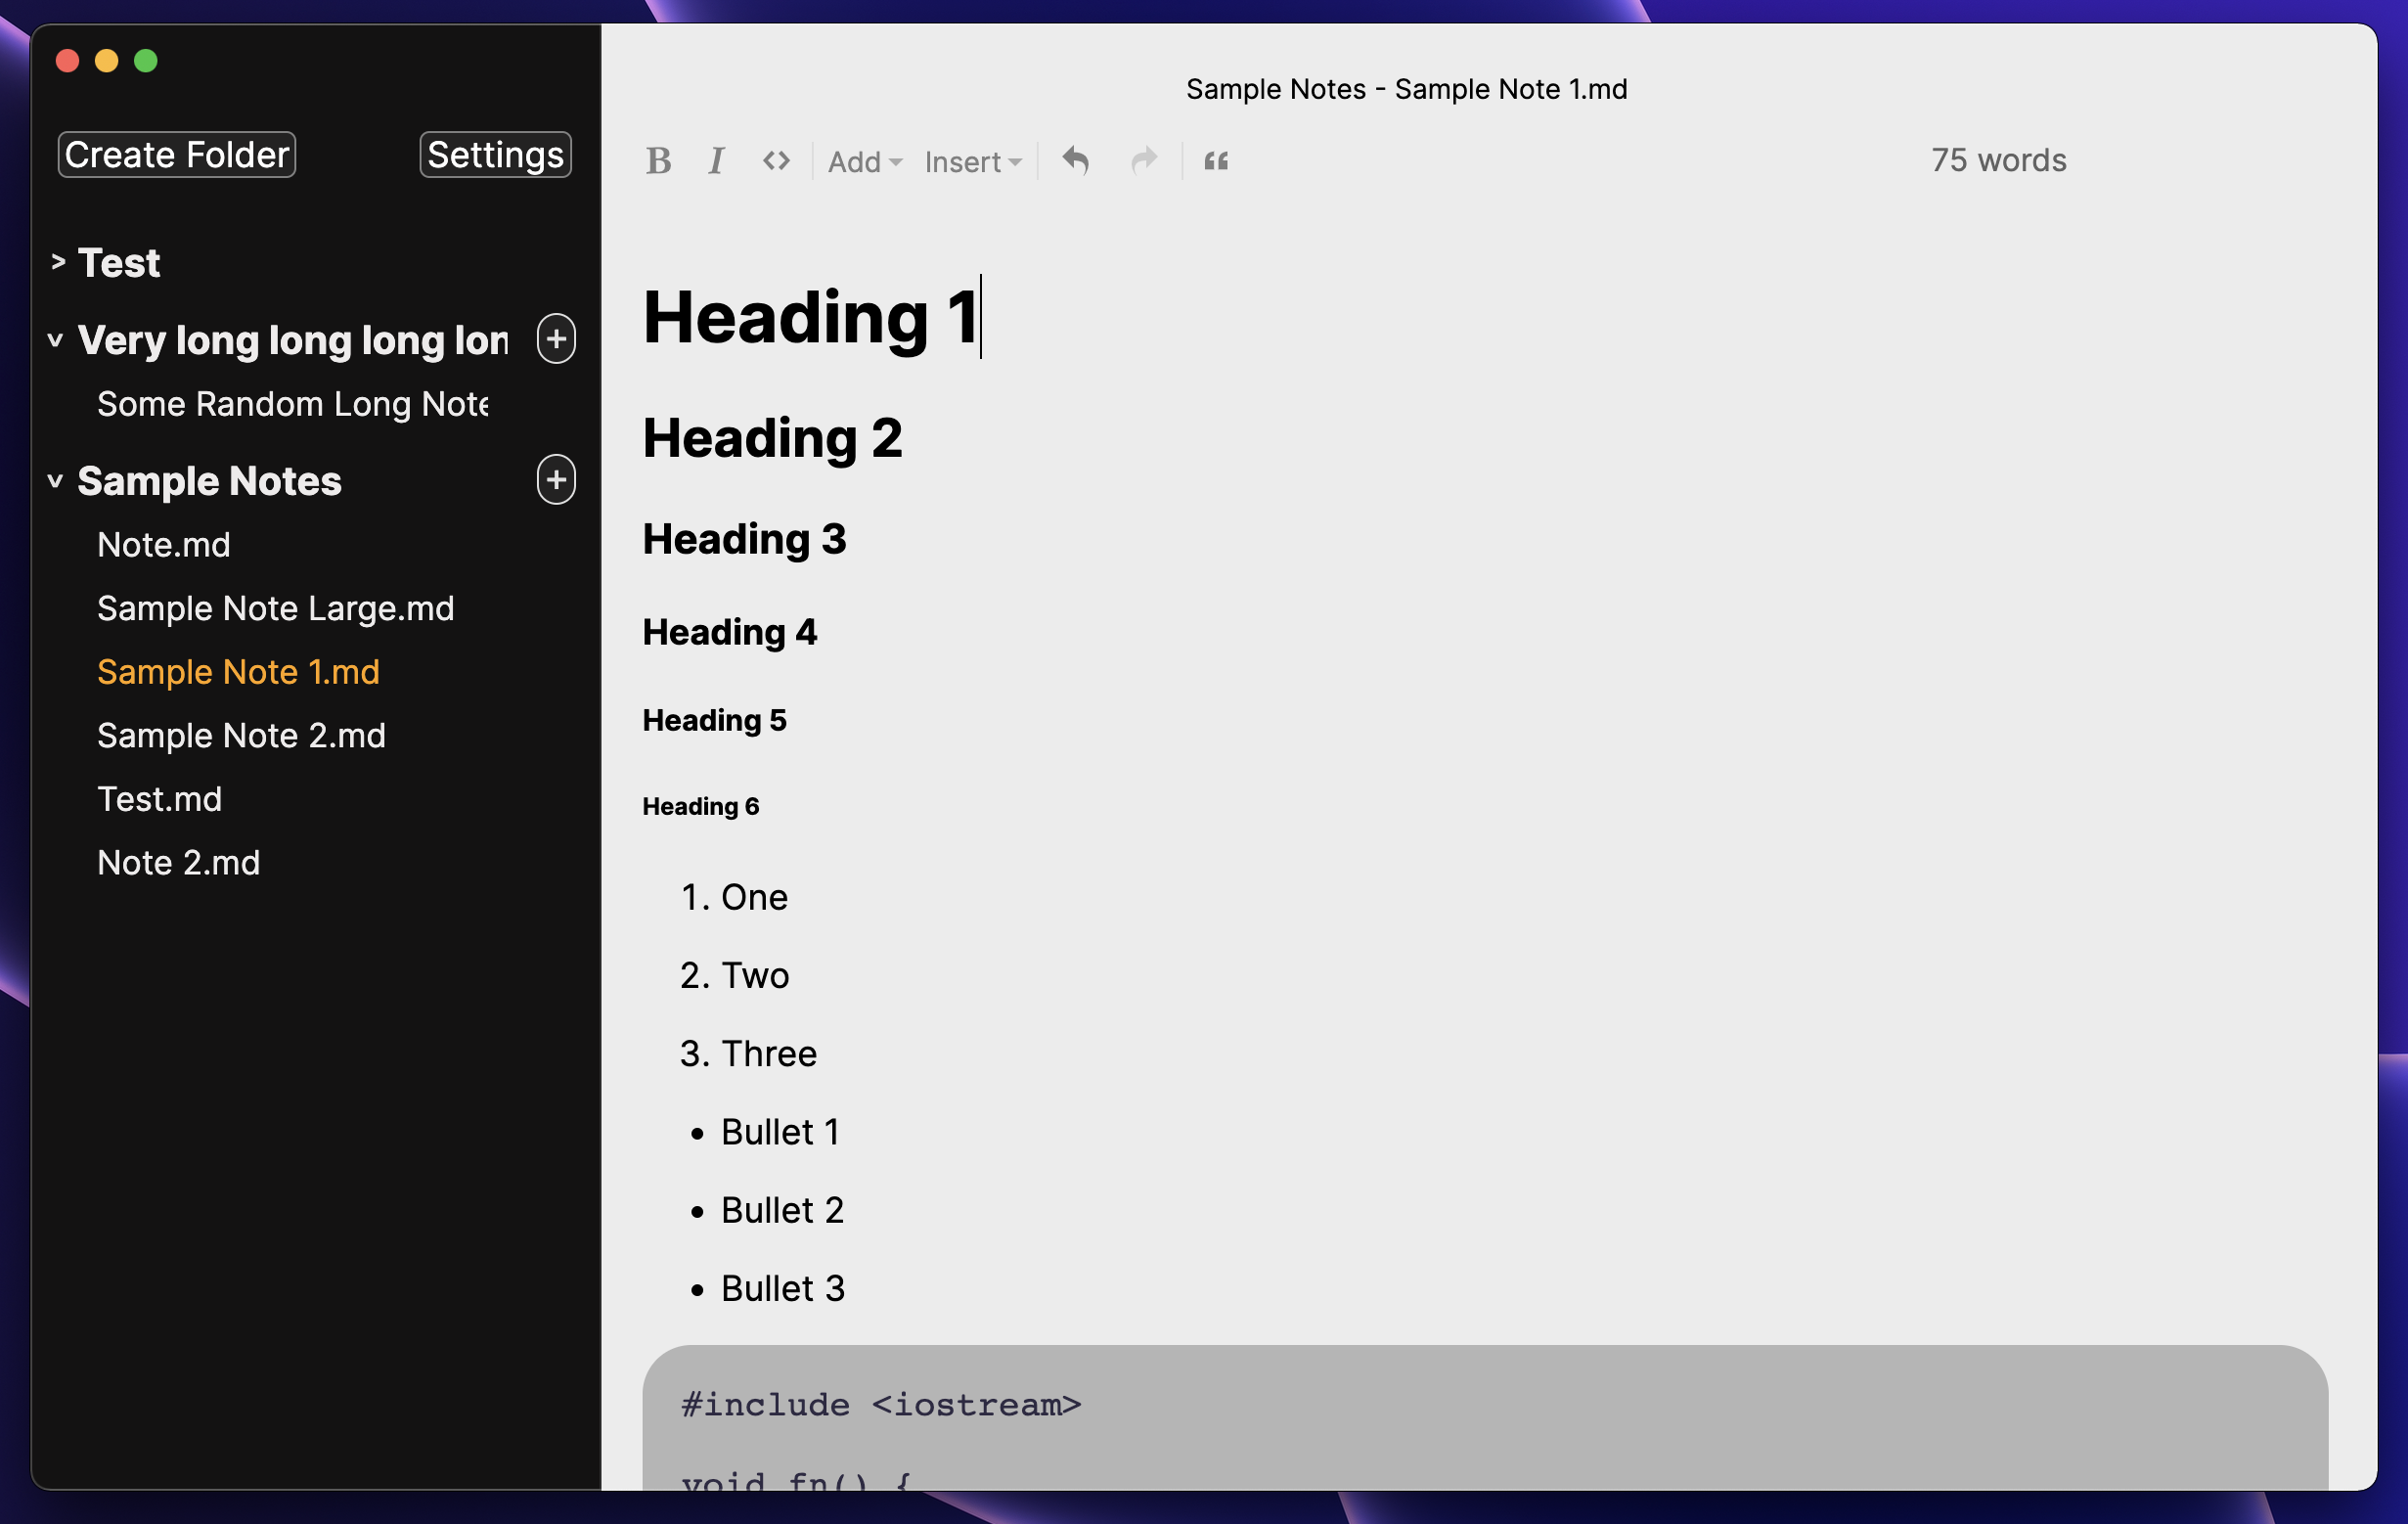 Create Folder
Settings
> Test
v Very long long long lon
+
Some Random Long Note
v Sample Notes
+
Note.md
Sample Note Large.md
Sample Note 1.md
Sample Note 2.md
Test.md
Note 2.md
Sample Notes - Sample Note 1.md
B I <> Add Insert “ 75 words
Heading 1
Heading 2
Heading 3
Heading 4
Heading 5
Heading 6
1. One
2. Two
3. Three
• Bullet 1
• Bullet 2
• Bullet 3
#include <iostream>
void fn() {